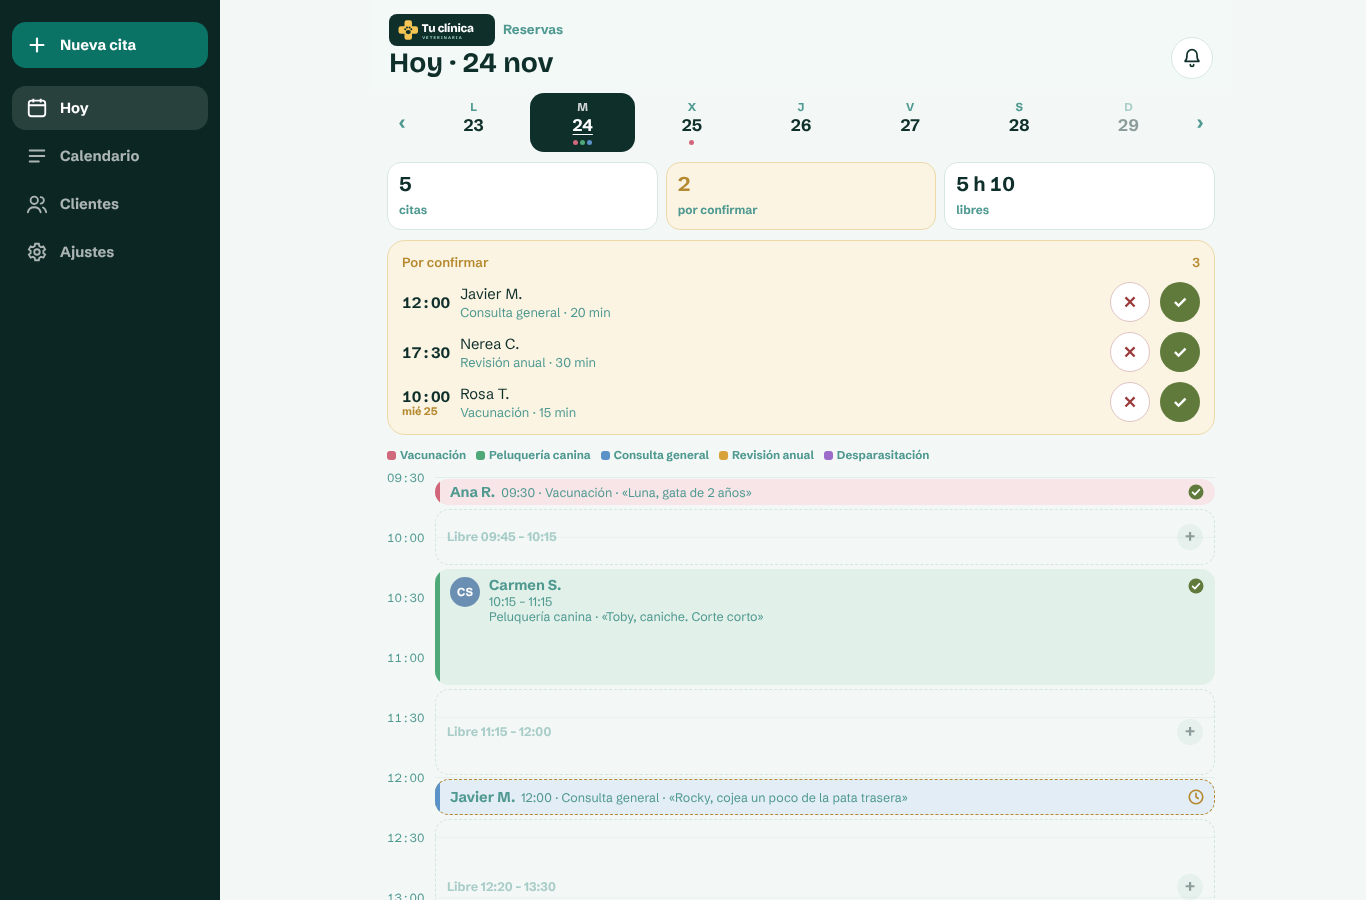 Nueva cita
Hoy
Calendario
Clientes
Ajustes
Tu clínica
VETERINARIA
Reservas
Hoy · 24 nov
‹ L M X J V S D ›
23 24 25 26 27 28 29
5
citas
2
por confirmar
5 h 10
libres
Por confirmar 3
12:00 Javier M.
Consulta general · 20 min
17:30 Nerea C.
Revisión anual · 30 min
10:00 Rosa T.
mié 25 Vacunación · 15 min
Vacunación Peluquería canina Consulta general Revisión anual Desparasitación
09:30
Ana R. 09:30 · Vacunación · «Luna, gata de 2 años»
10:00 Libre 09:45 – 10:15 +
CS Carmen S.
10:30 10:15 – 11:15
Peluquería canina · «Toby, caniche. Corte corto»
11:00
11:30
Libre 11:15 – 12:00 +
12:00
Javier M. 12:00 · Consulta general · «Rocky, cojea un poco de la pata trasera»
12:30
Libre 12:20 – 13:30 +
13:00